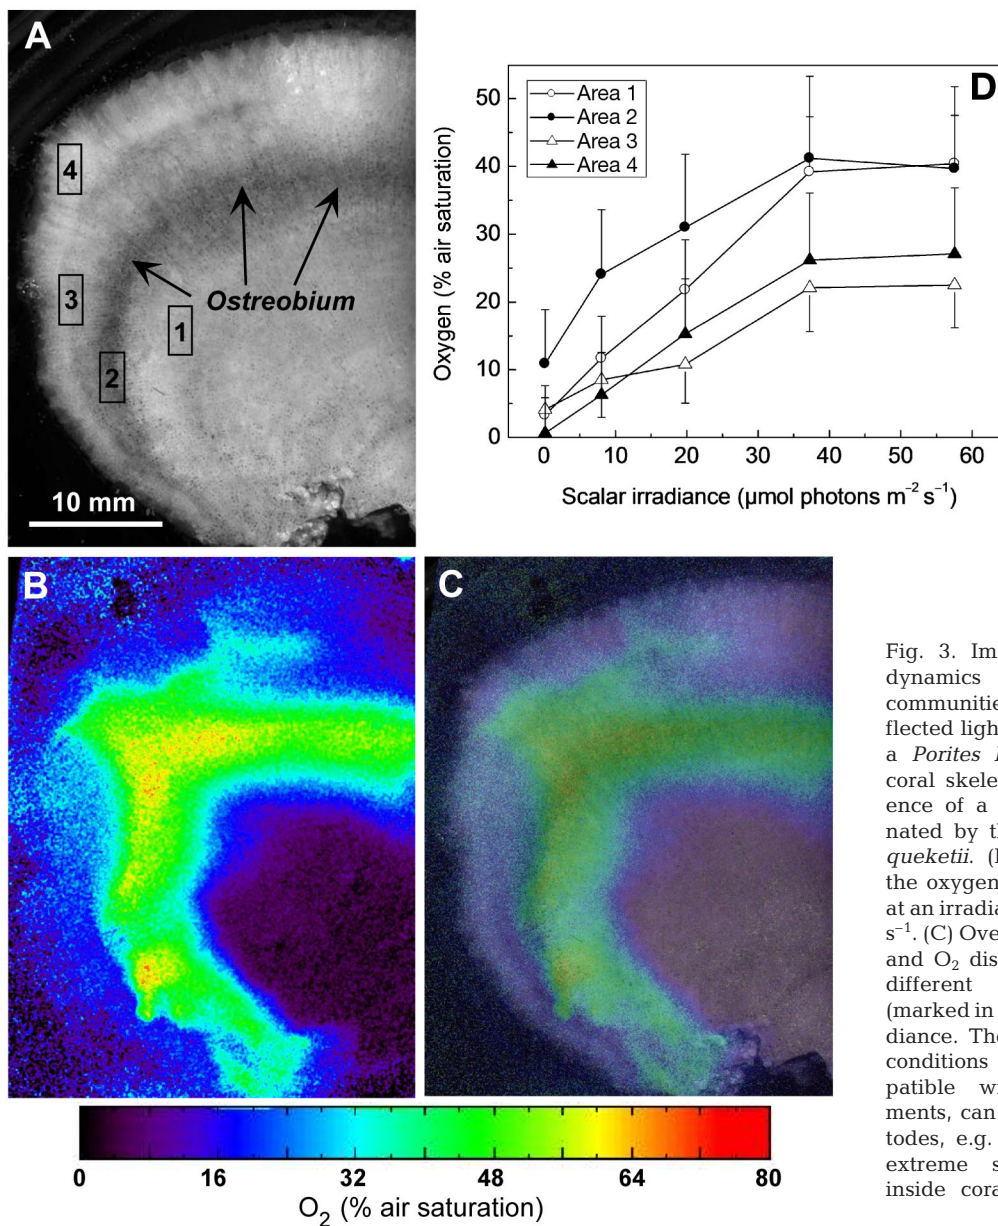 A
4
3
Ostreobium
1
2
10 mm
D
Area 1
Area 2
Area 3
Area 4
50
40
30
20
10
0
Oxygen (% air saturation)
0 10 20 30 40 50 60
Scalar irradiance (µmol photons m⁻² s⁻¹)
B
C
0 16 32 48 64 80
O₂ (% air saturation)
Fig. 3. Im
dynamics
communitie
flected light
a Porites
coral skele
ence of a
nated by th
queketii. (
the oxygen
at an irradia
s⁻¹. (C) Ove
and O₂ dis
different
(marked in
diance. The
conditions
patible wi
ments, can
todes, e.g.
extreme s
inside cora